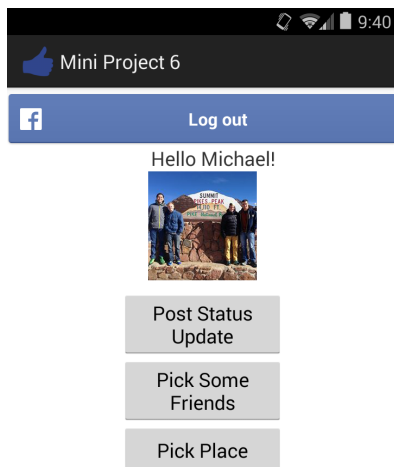 9:40
Mini Project 6
Log out
Hello Michael!
SUMMIT
PIKES PEAK
Post Status
Update
Pick Some
Friends
Pick Place